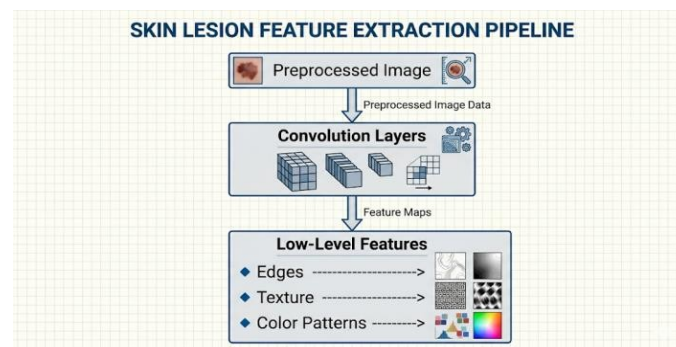 SKIN LESION FEATURE EXTRACTION PIPELINE
Preprocessed Image
Preprocessed Image Data
Convolution Layers
Feature Maps
Low-Level Features
Edges
Texture
Color Patterns